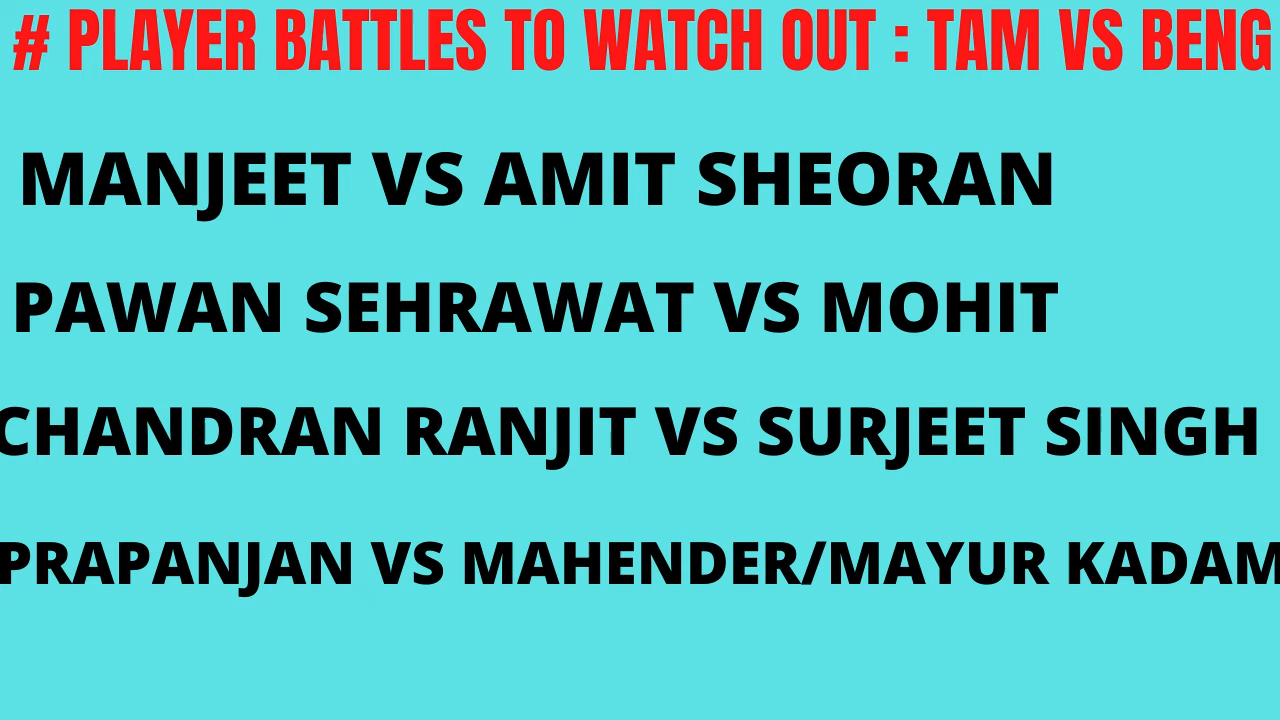 # PLAYER BATTLES TO WATCH OUT : TAM VS BENG
MANJEET VS AMIT SHEORAN
PAWAN SEHRAWAT VS MOHIT
CHANDRAN RANJIT VS SURJEET SINGH
PRAPANJAN VS MAHENDER/MAYUR KADAM